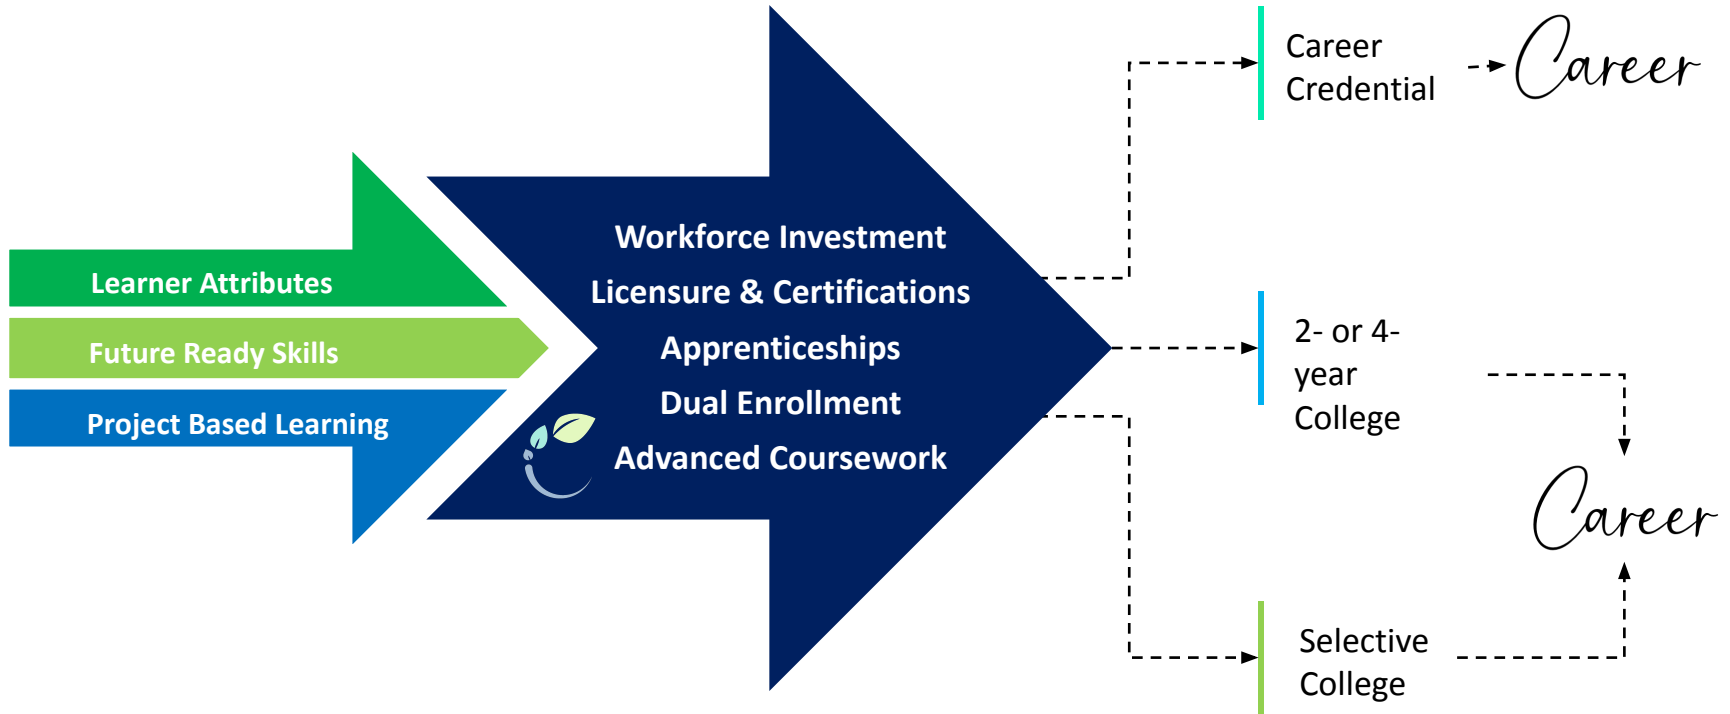 Learner Attributes
Future Ready Skills
Project Based Learning
Workforce Investment
Licensure & Certifications
Apprenticeships
Dual Enrollment
Advanced Coursework
Career
Credential
Career
2- or 4-
year
College
Career
Selective
College